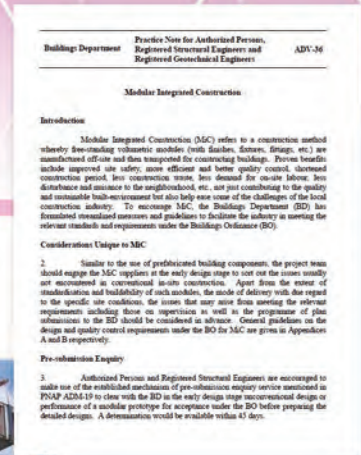 Buildings Department
Practice Note for Authorized Persons,
Registered Structural Engineers and
Registered Geotechnical Engineers
ADV-36
Modular Integrated Construction
Introduction
Modular Integrated Construction (MiC) refers to a construction method
whereby free-standing volumetric modules (with finishes, fixtures, fittings, etc.) are
manufactured off-site and then transported for constructing buildings. Proven benefits
include improved site safety, more efficient and better quality control, shortened
construction period, less construction waste, less demand for on-site labour, less
disturbance and nuisance to the neighbourhood, etc., not just contributing to the quality
and sustainable built-environment but also help ease some of the challenges of the local
construction industry. To encourage MiC, the Buildings Department (BD) has
formulated streamlined measures and guidelines to facilitate the industry in meeting the
relevant standards and requirements under the Buildings Ordinance (BO).
Considerations Unique to MiC
2. Similar to the use of prefabricated building components, the project team
should engage the MiC suppliers at the early design stage to sort out the issues usually
not encountered in conventional in-situ construction. Apart from the extent of
standardisation and buildability of such modules, the mode of delivery with due regard
to the specific site conditions, the issues that may arise from meeting the relevant
requirements including those on supervision as well as the programme of plan
submissions to the BD should be considered in advance. General guidelines on the
design and quality control requirements under the BO for MiC are given in Appendices
A and B respectively.
Pre-submission Enquiry
3. Authorized Persons and Registered Structural Engineers are encouraged to
make use of the established mechanism of pre-submission enquiry service mentioned in
PNAP ADM-19 to clear with the BD in the early design stage unconventional design or
performance of a modular prototype for acceptance under the BO before preparing the
detailed designs. A determination would be available within 45 days.